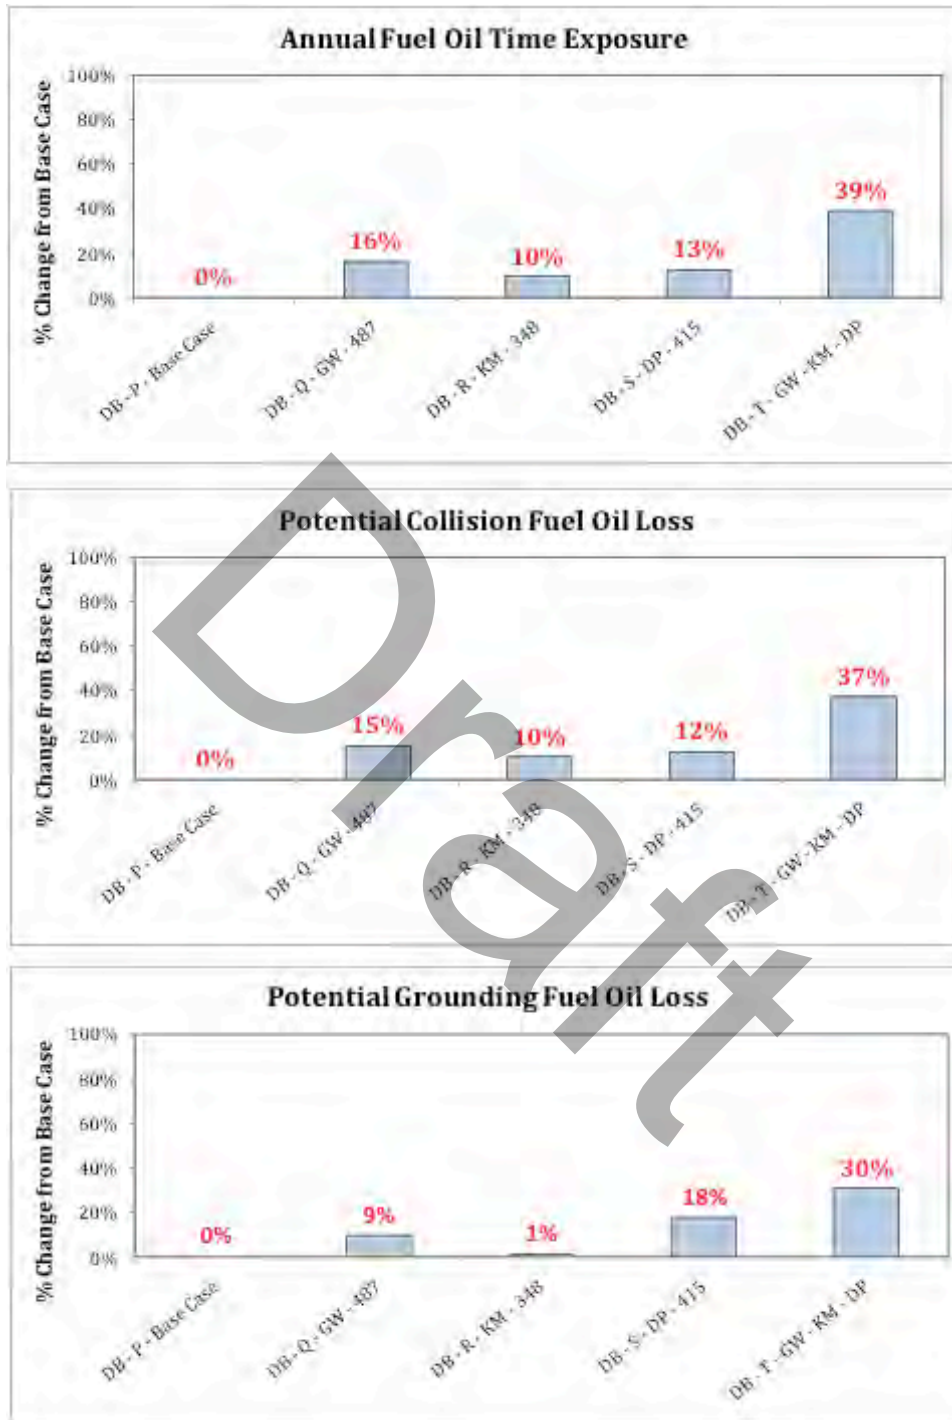 Annual Fuel Oil Time Exposure
% Change from Base Case
100%
80%
60%
40%
20%
0%
0%
16%
10%
13%
39%
DB - P - Base Case
DB - Q - GW - 487
DB - R - KM - 348
DB - S - DP - 415
DB - T - GW - KM - DP
Potential Collision Fuel Oil Loss
% Change from Base Case
100%
80%
60%
40%
20%
0%
0%
15%
10%
12%
37%
DB - P - Base Case
DB - Q - GW - 487
DB - R - KM - 348
DB - S - DP - 415
DB - T - GW - KM - DP
Potential Grounding Fuel Oil Loss
% Change from Base Case
100%
80%
60%
40%
20%
0%
0%
9%
1%
18%
30%
DB - P - Base Case
DB - Q - GW - 487
DB - R - KM - 348
DB - S - DP - 415
DB - T - GW - KM - DP
Draft